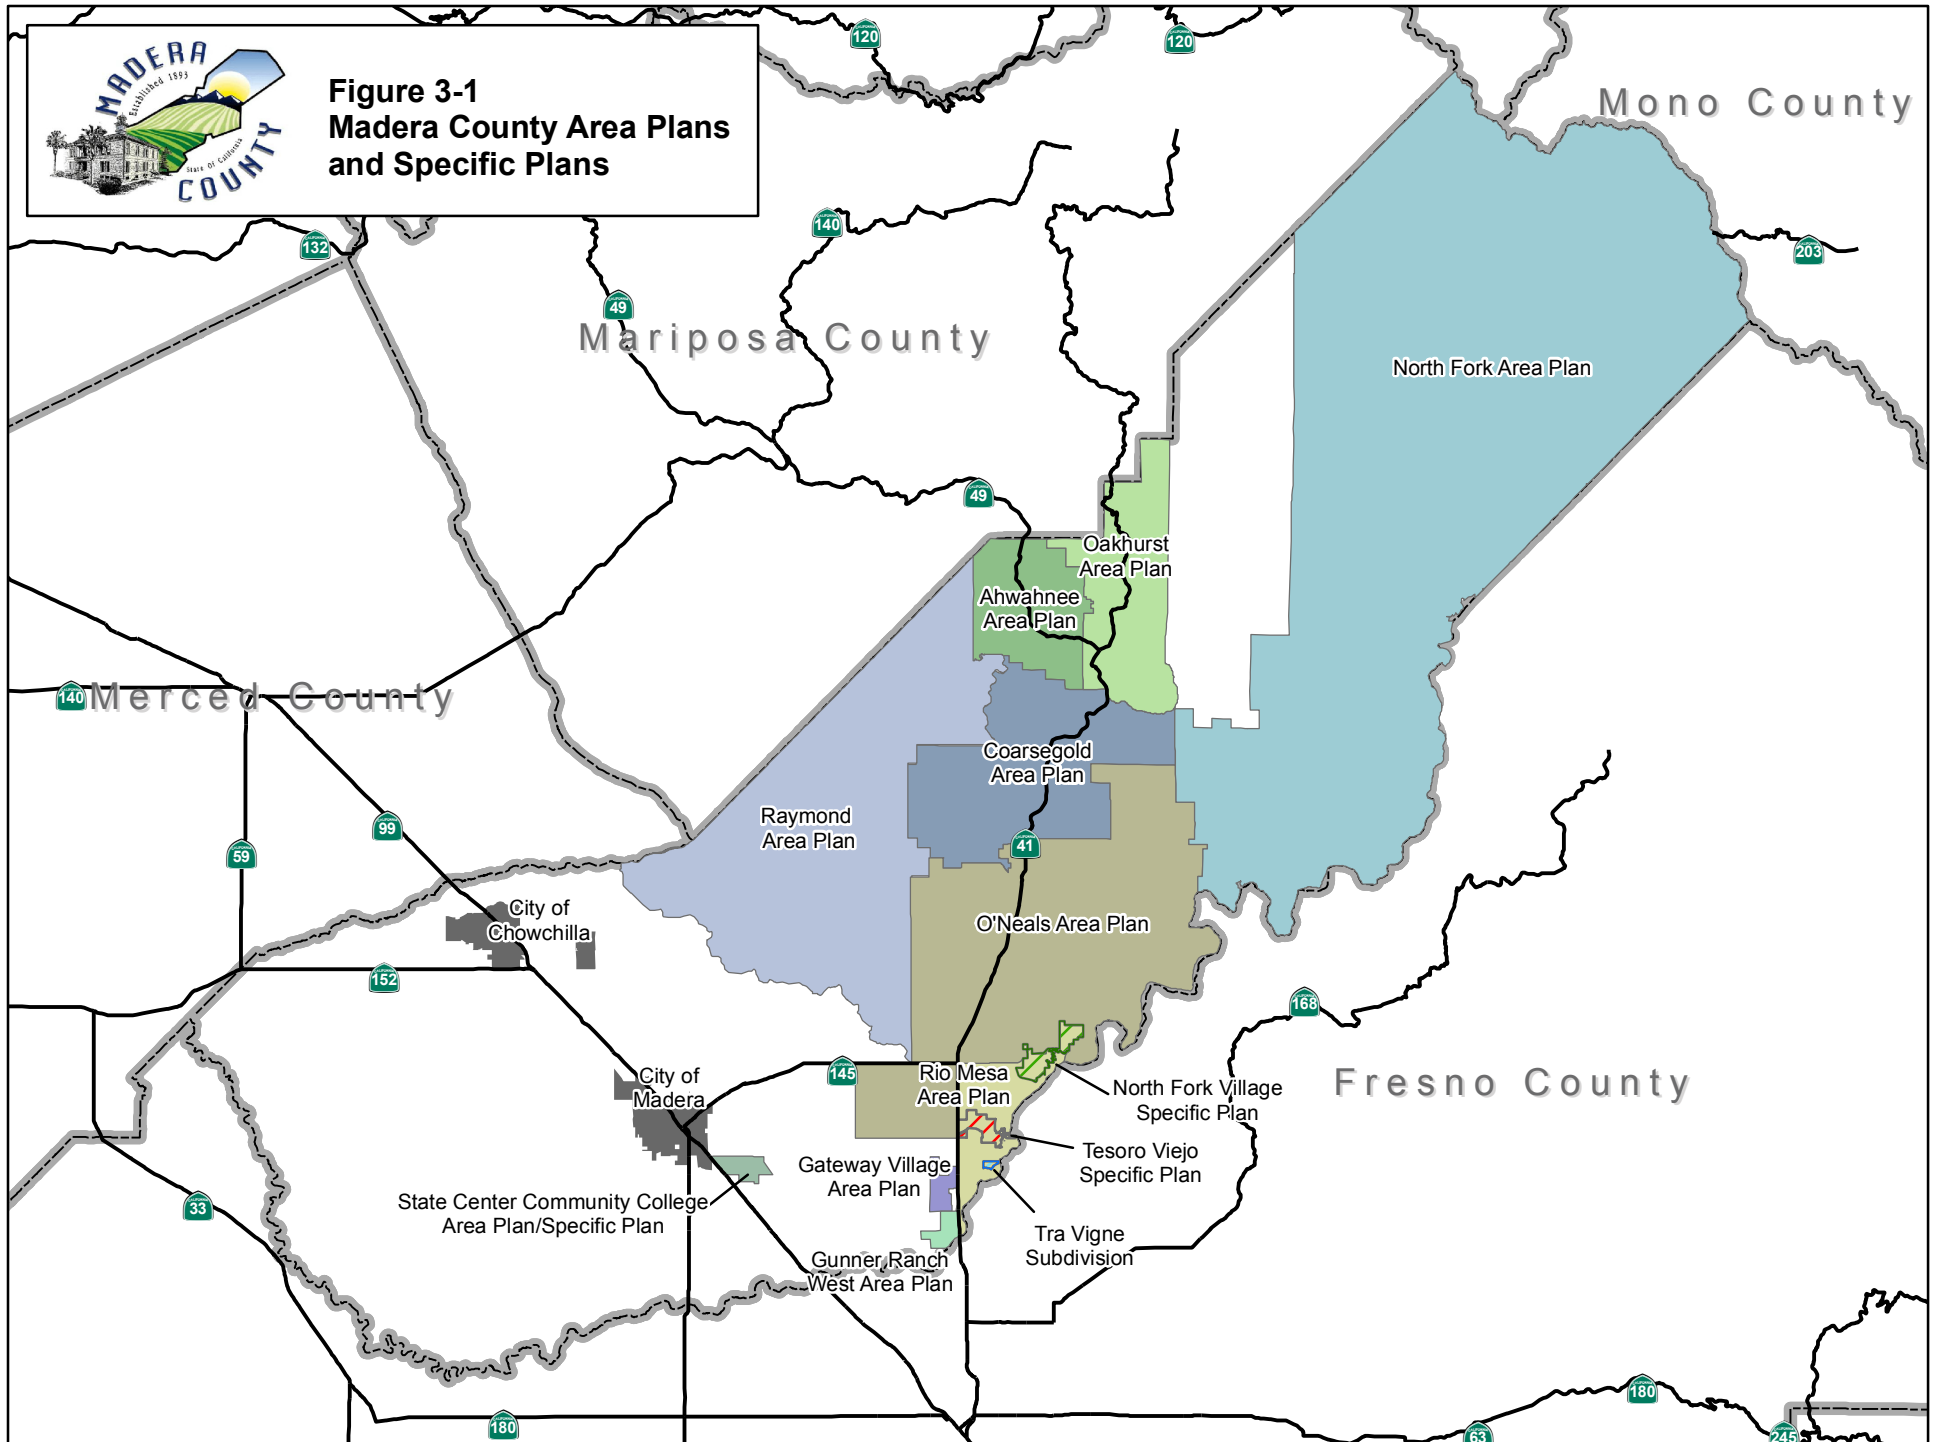 MADERA
Established 1893
State Of California
COUNTY
Figure 3-1
Madera County Area Plans
and Specific Plans
120
120
Mono County
132
140
203
49
Mariposa County
North Fork Area Plan
49
Oakhurst
Area Plan
Ahwahnee
Area Plan
140
Merced County
Coarsegold
Area Plan
Raymond
Area Plan
99
59
41
City of
Chowchilla
O'Neals Area Plan
152
168
City of
Madera
145
Rio Mesa
Area Plan
North Fork Village
Specific Plan
Fresno County
Tesoro Viejo
Specific Plan
Gateway Village
Area Plan
State Center Community College
Area Plan/Specific Plan
33
Tra Vigne
Subdivision
Gunner Ranch
West Area Plan
180
180
63
245